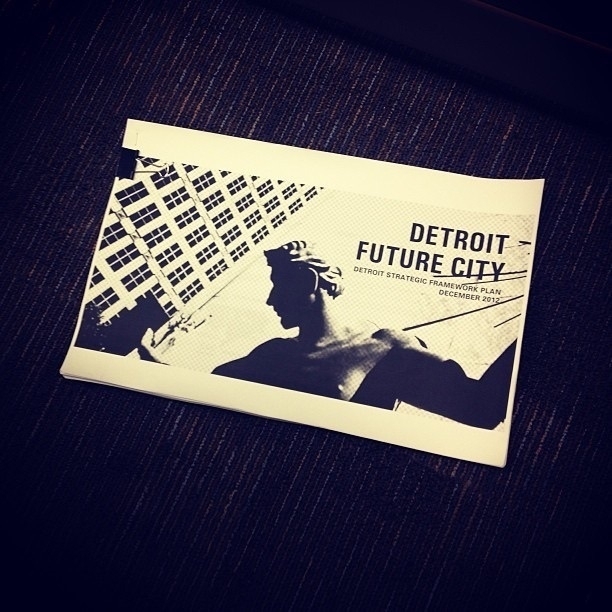 DETROIT
FUTURE CITY
DETROIT STRATEGIC FRAMEWORK PLAN
DECEMBER 2012